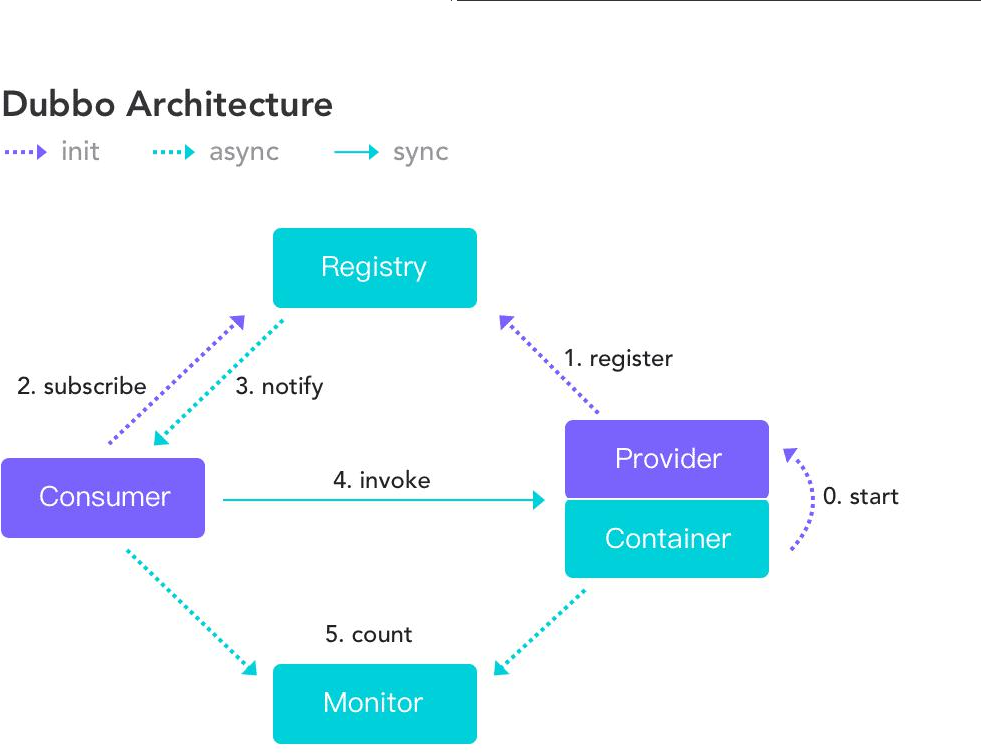 Dubbo Architecture
init async sync
Registry
1. register
2. subscribe 3. notify
Provider
4. invoke
Consumer
0. start
Container
5. count
Monitor